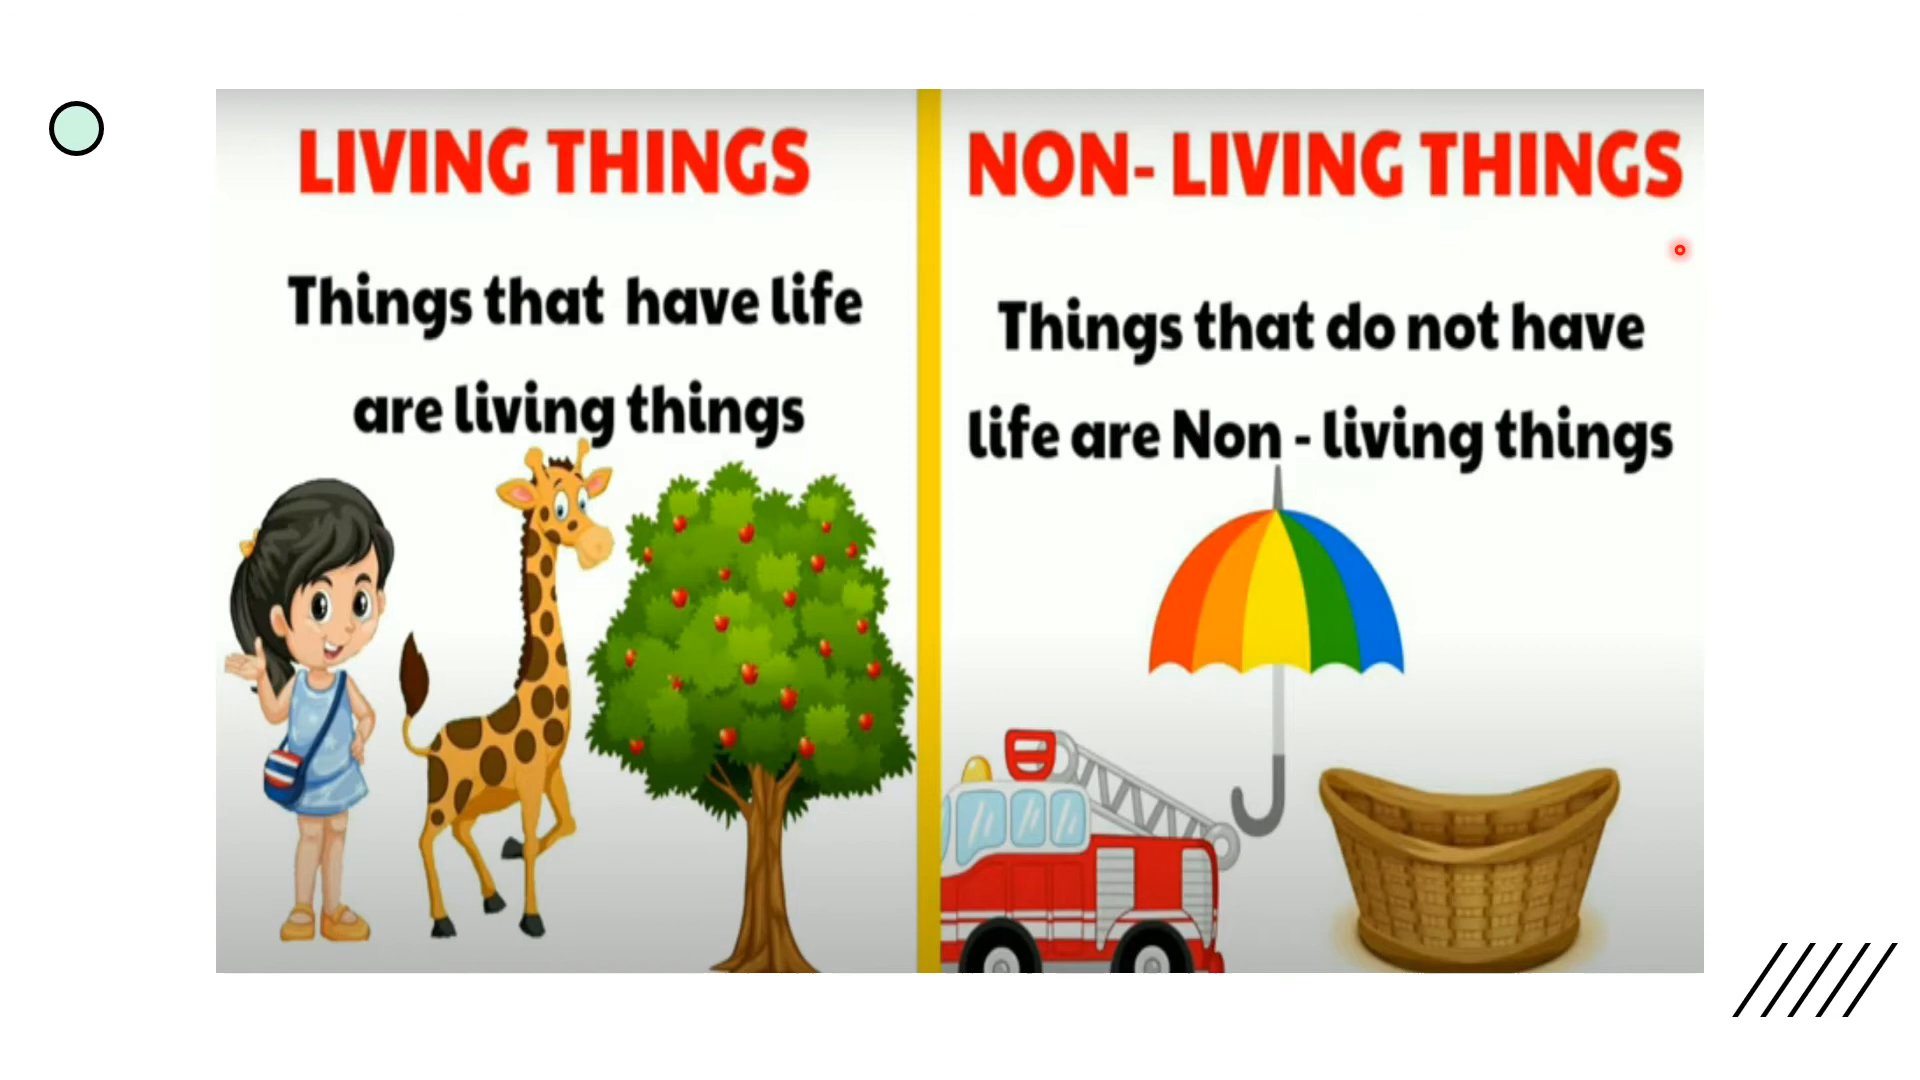 LIVING THINGS
Things that have life
are living things
NON- LIVING THINGS
Things that do not have
life are Non - living things